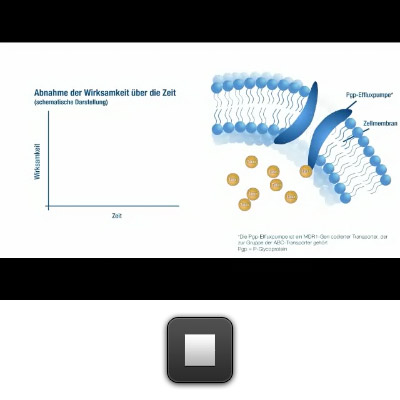 Abnahme der Wirksamkeit über die Zeit
(schematische Darstellung)
Wirksamkeit
Zeit
Pgp-Effluxpumpe*
Zellmembran
*Die Pgp-Effluxpumpe ist ein MDR1-Gen codierter Transporter, der
zur Gruppe der ABC-Transporter gehört
Pgp = P-Glycoprotein